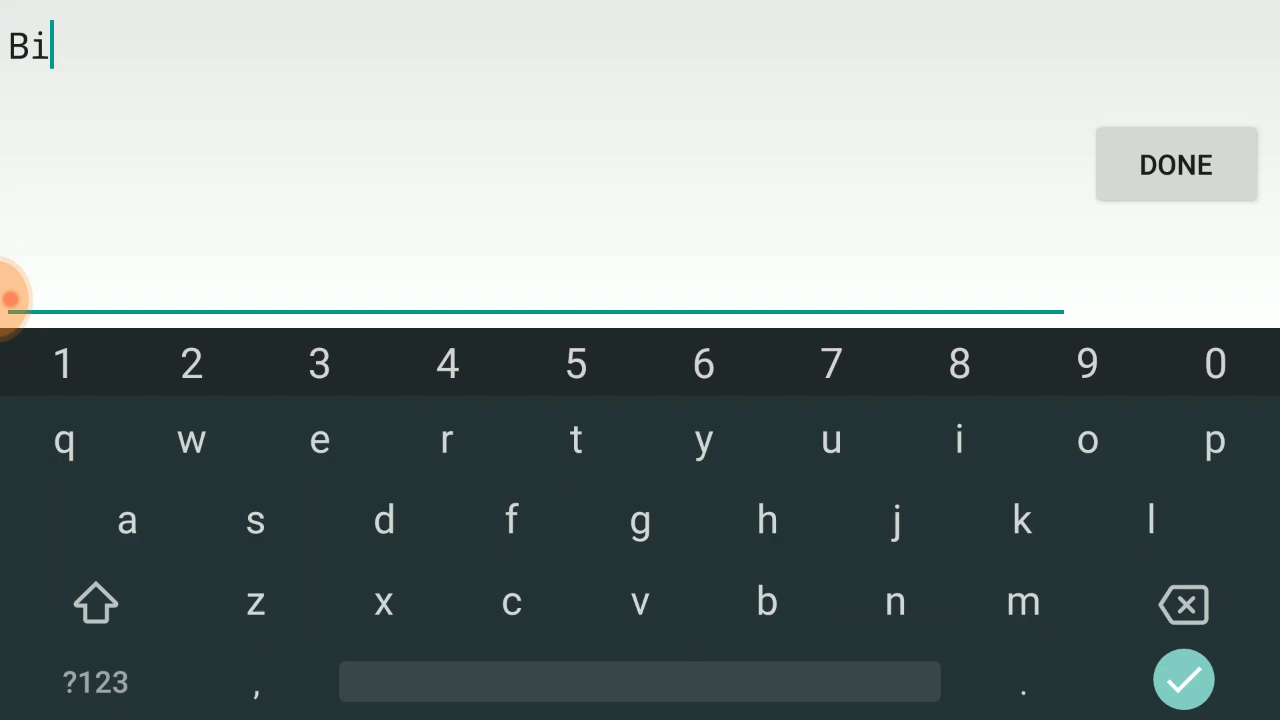 Bi
DONE
1 2 3 4 5 6 7 8 9 0
q w e r t y u i o p
a s d f g h j k l
z x c v b n m
?123 , .